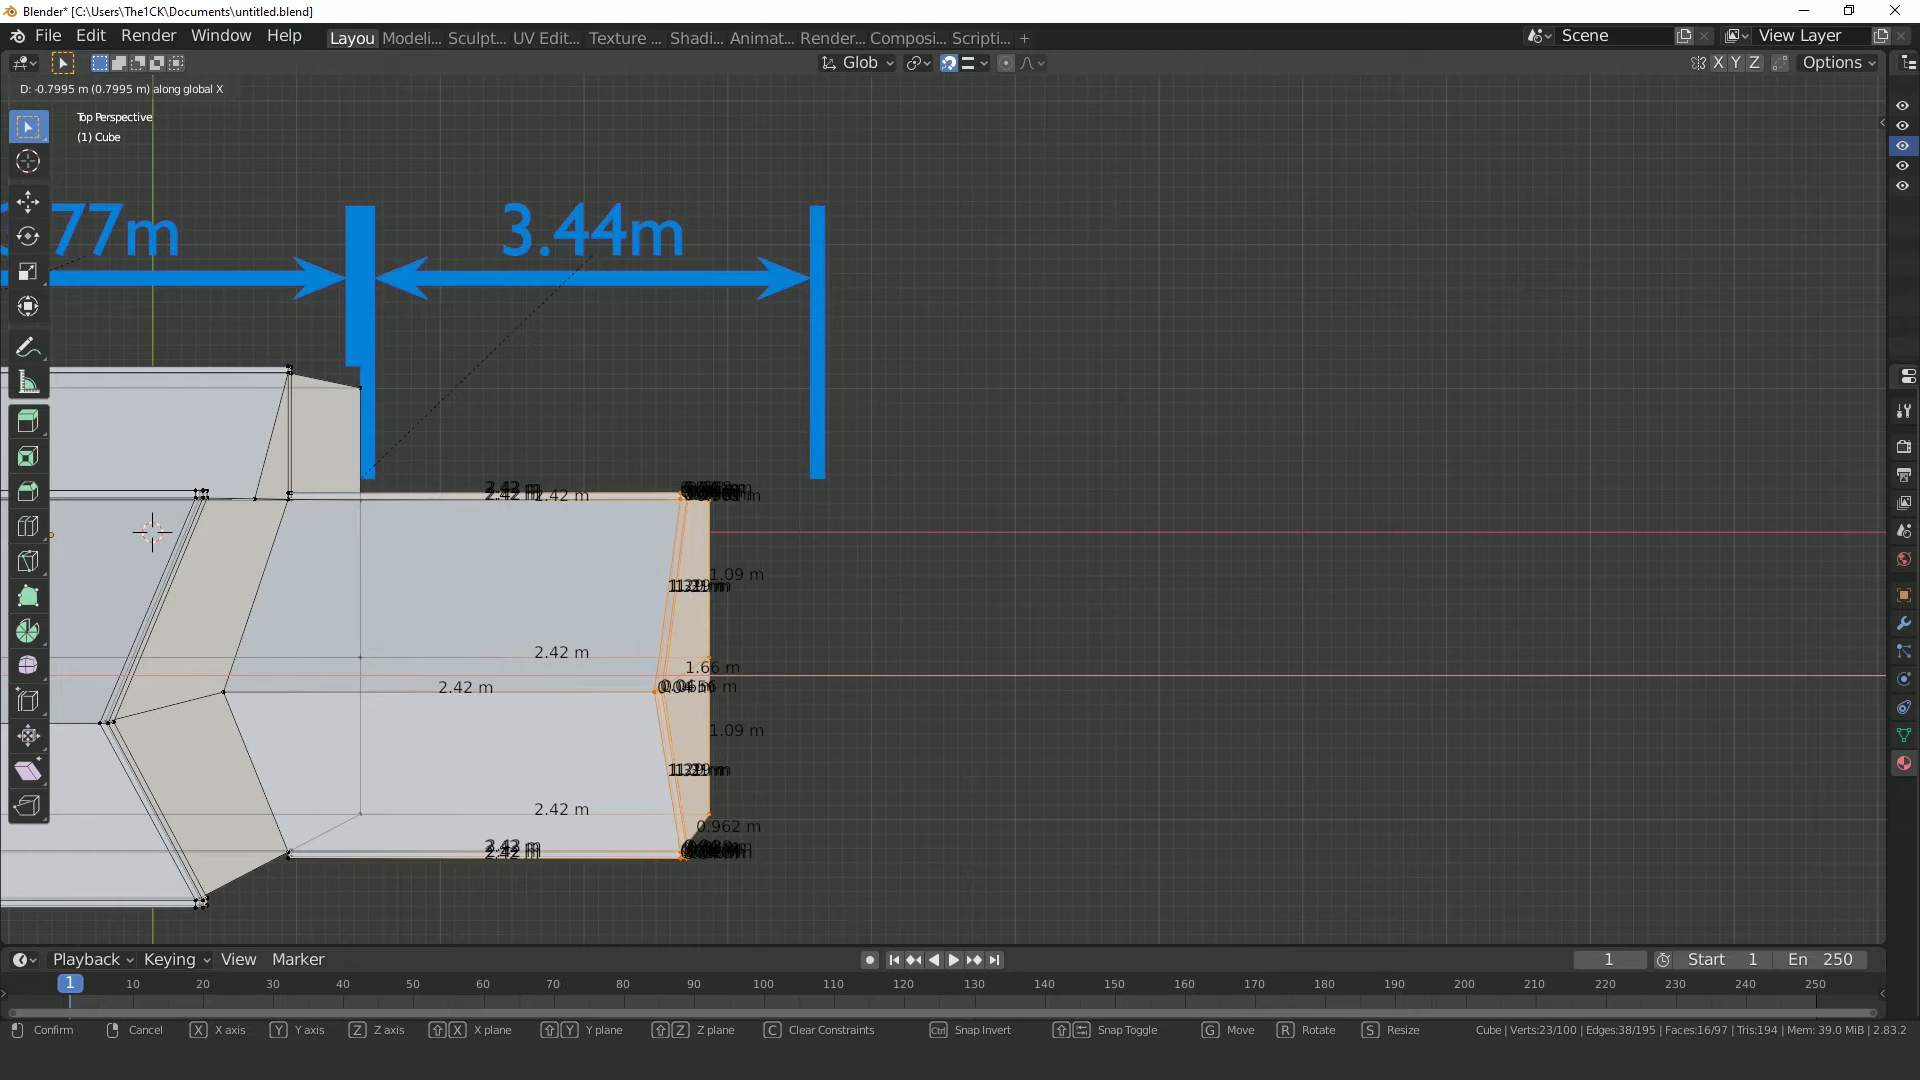 Blender* [C:\Users\The1CK\Documents\untitled.blend]
File Edit Render Window Help Layou Modeli... Sculpt... UV Edit... Texture ... Shadi... Animat... Render... Composi... Scripti... + Scene View Layer
Glob X Y Z Options
D: -0.7995 m (0.7995 m) along global X
Top Perspective
(1) Cube
77m 3.44m
2.42 m
1.09 m
2.42 m
1.66 m
2.42 m
1.09 m
2.42 m
0.962 m
2.42 m
Playback Keying View Marker 1 Start 1 En 250
1 10 20 30 40 50 60 70 80 90 100 110 120 130 140 150 160 170 180 190 200 210 220 230 240 250
Confirm Cancel X X axis Y Y axis Z Z axis X X plane Y Y plane Z Z plane C Clear Constraints Ctrl Snap Invert Snap Toggle G Move R Rotate S Resize Cube | Verts:23/100 | Edges:38/195 | Faces:16/97 | Tris:194 | Mem: 39.0 MiB | 2.83.2